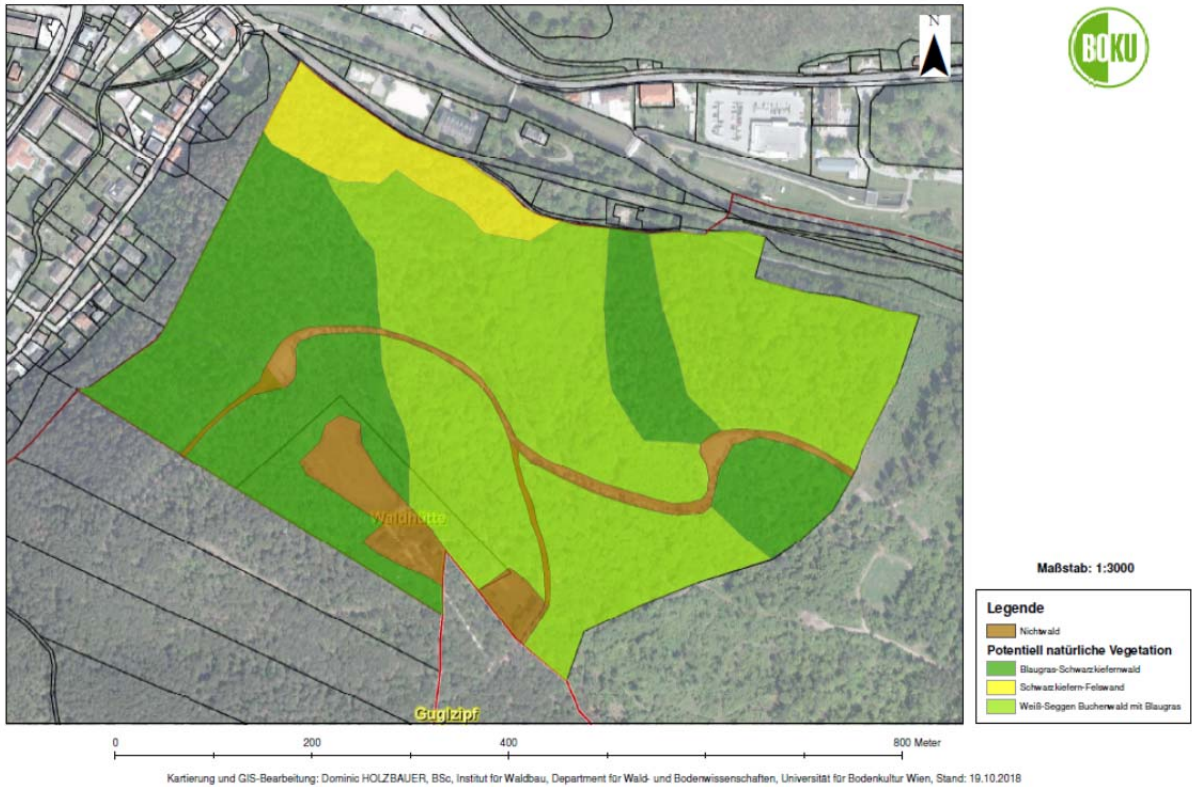 N
BOKU
Waldhütte
Guglzipf
Maßstab: 1:3000
Legende
Nichtwald
Potentiell natürliche Vegetation
Blaugras-Schwarzkiefernwald
Schwarzkiefern-Felswand
Weiß-Seggen Buchenwald mit Blaugras
0 200 400 800 Meter
Kartierung und GIS-Bearbeitung: Dominic HOLZBAUER, BSc, Institut für Waldbau, Department für Wald- und Bodenwissenschaften, Universität für Bodenkultur Wien, Stand: 19.10.2018